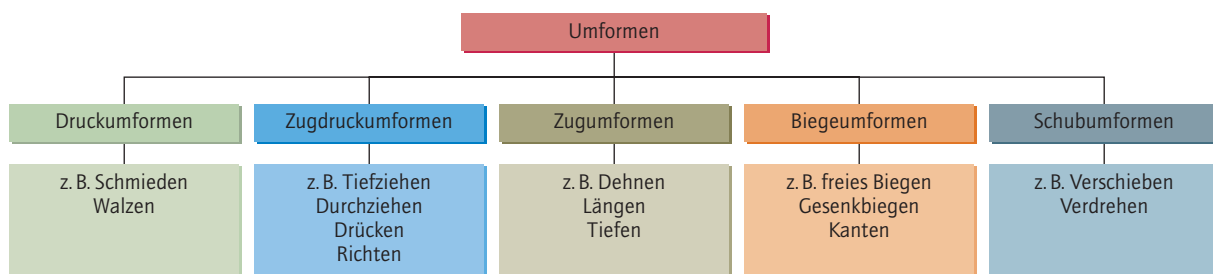 Umformen
Druckumformen
z. B. Schmieden
Walzen
Zugdruckumformen
z. B. Tiefziehen
Durchziehen
Drücken
Richten
Zugumformen
z. B. Dehnen
Längen
Tiefen
Biegeumformen
z. B. freies Biegen
Gesenkbiegen
Kanten
Schubumformen
z. B. Verschieben
Verdrehen